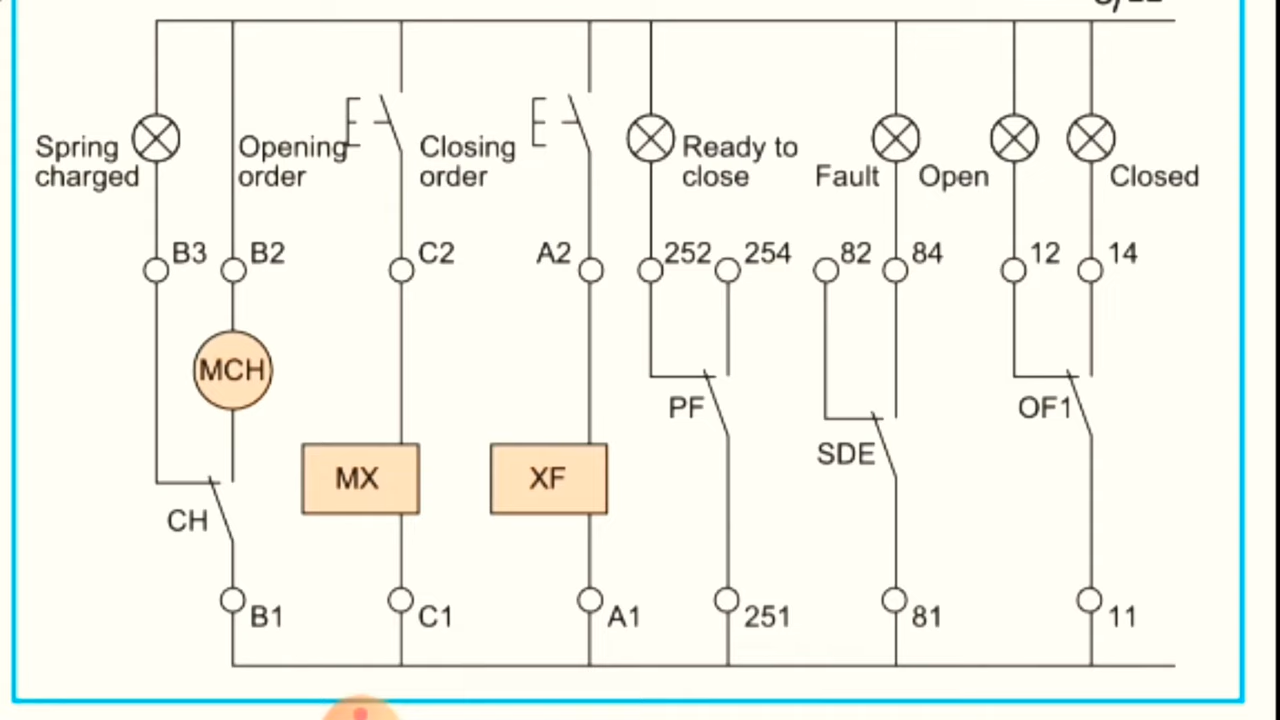 Spring
charged
Opening
order
Closing
order
Ready to
close
Fault
Open
Closed
B3
B2
C2
A2
252
254
82
84
12
14
MCH
PF
OF1
SDE
MX
XF
CH
B1
C1
A1
251
81
11